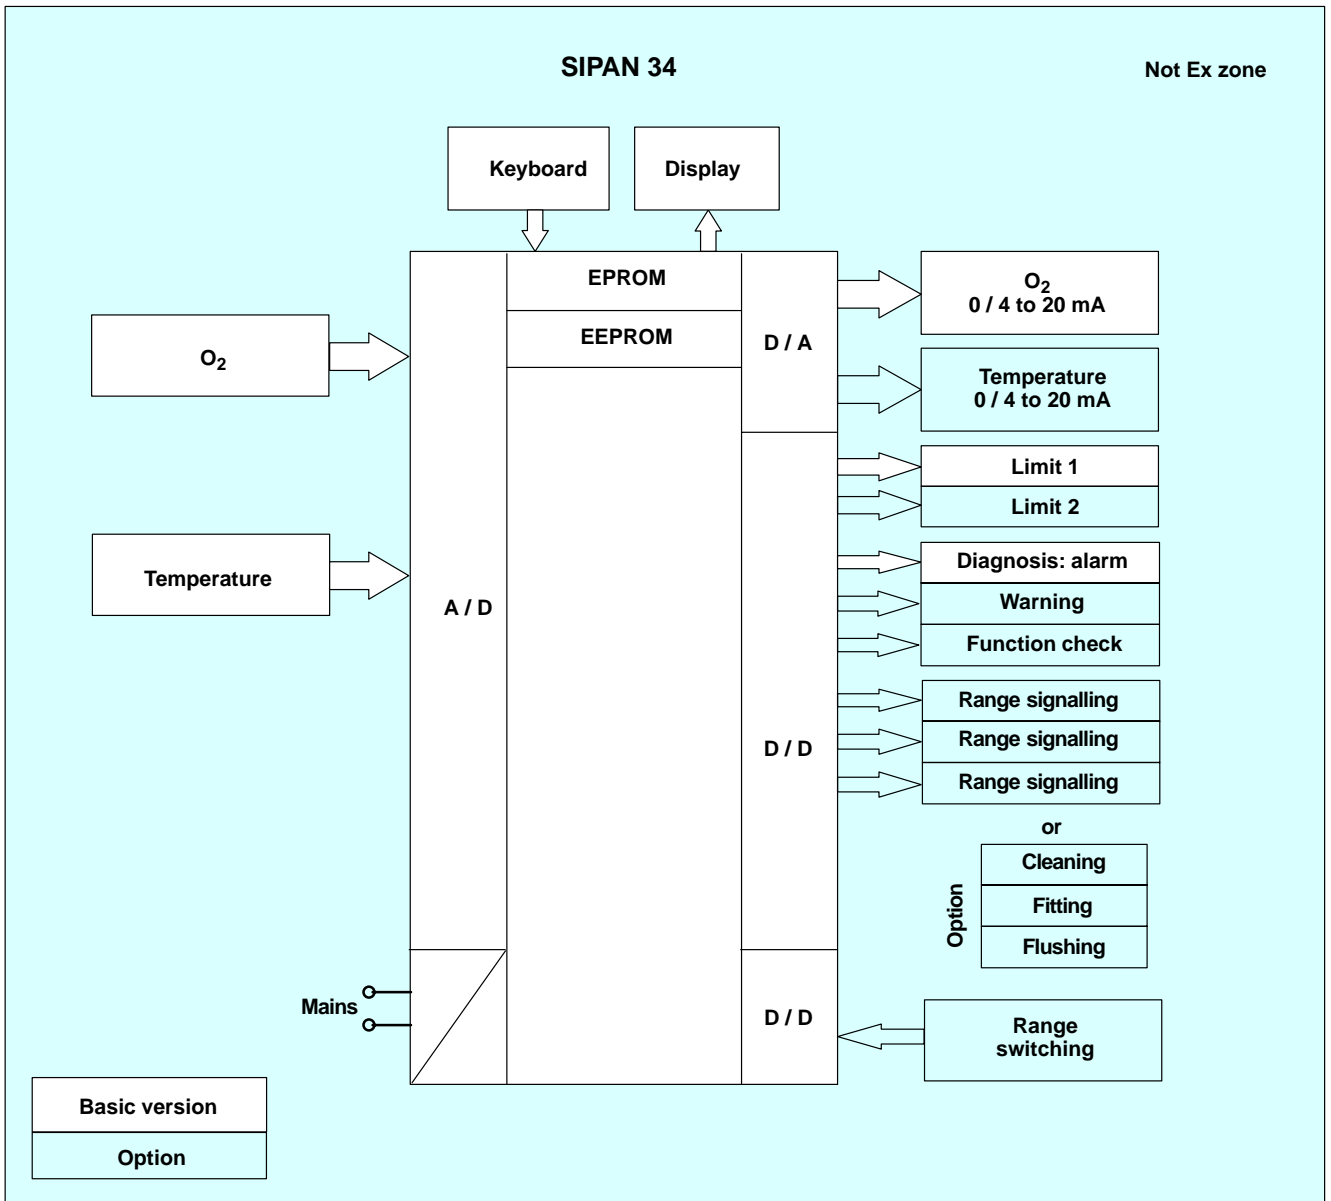 SIPAN 34
Not Ex zone
Keyboard
Display
EPROM
EEPROM
D / A
O2
0 / 4 to 20 mA
O2
Temperature
0 / 4 to 20 mA
Limit 1
Limit 2
Temperature
A / D
Diagnosis: alarm
Warning
Function check
D / D
Range signalling
Range signalling
Range signalling
or
Option
Cleaning
Fitting
Flushing
Mains
D / D
Range
switching
Basic version
Option